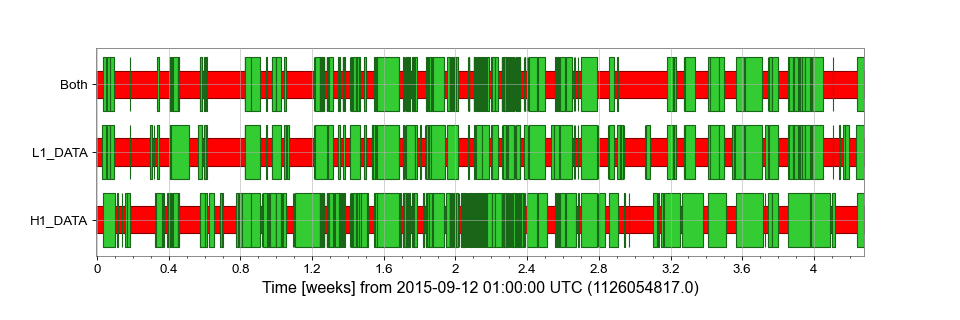 Both
L1_DATA
H1_DATA
0 0.4 0.8 1.2 1.6 2 2.4 2.8 3.2 3.6 4
Time [weeks] from 2015-09-12 01:00:00 UTC (1126054817.0)